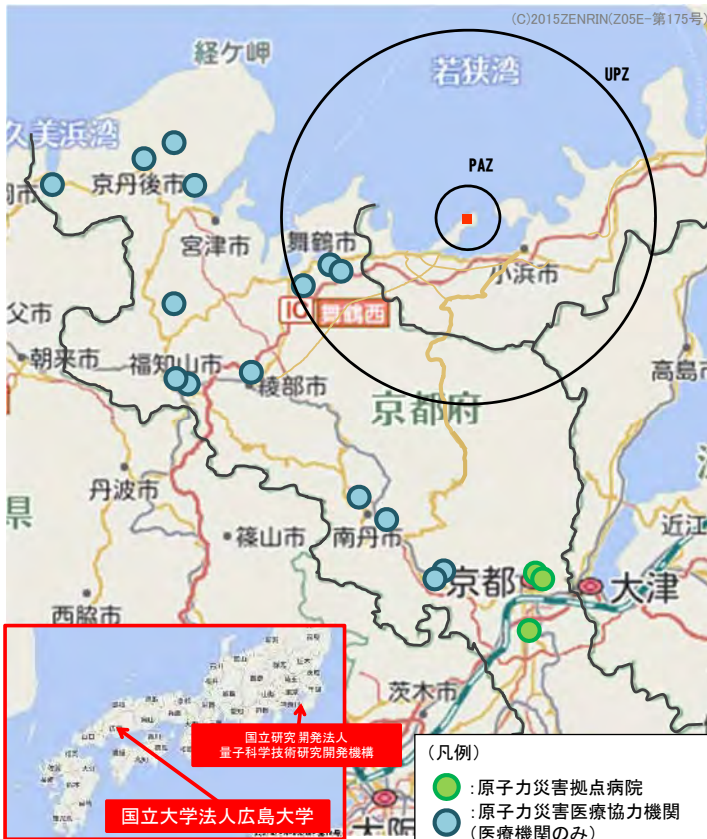 (C)2015ZENRIN(Z05E-第175号)
経ケ岬
若狭湾
UPZ
久美浜湾
PAZ
京丹後市
岡市
宮津市
舞鶴市
小浜市
IC 舞鶴西
父市
朝来市
福知山市
綾部市
高島市
京都府
丹波市
県
南丹市
篠山市
近江
京都
大津
西脇市
茨木市
国立研究開発法人
量子科学技術研究開発機構
国立大学法人広島大学
(凡例)
:原子力災害拠点病院
:原子力災害医療協力機関
(医療機関のみ)